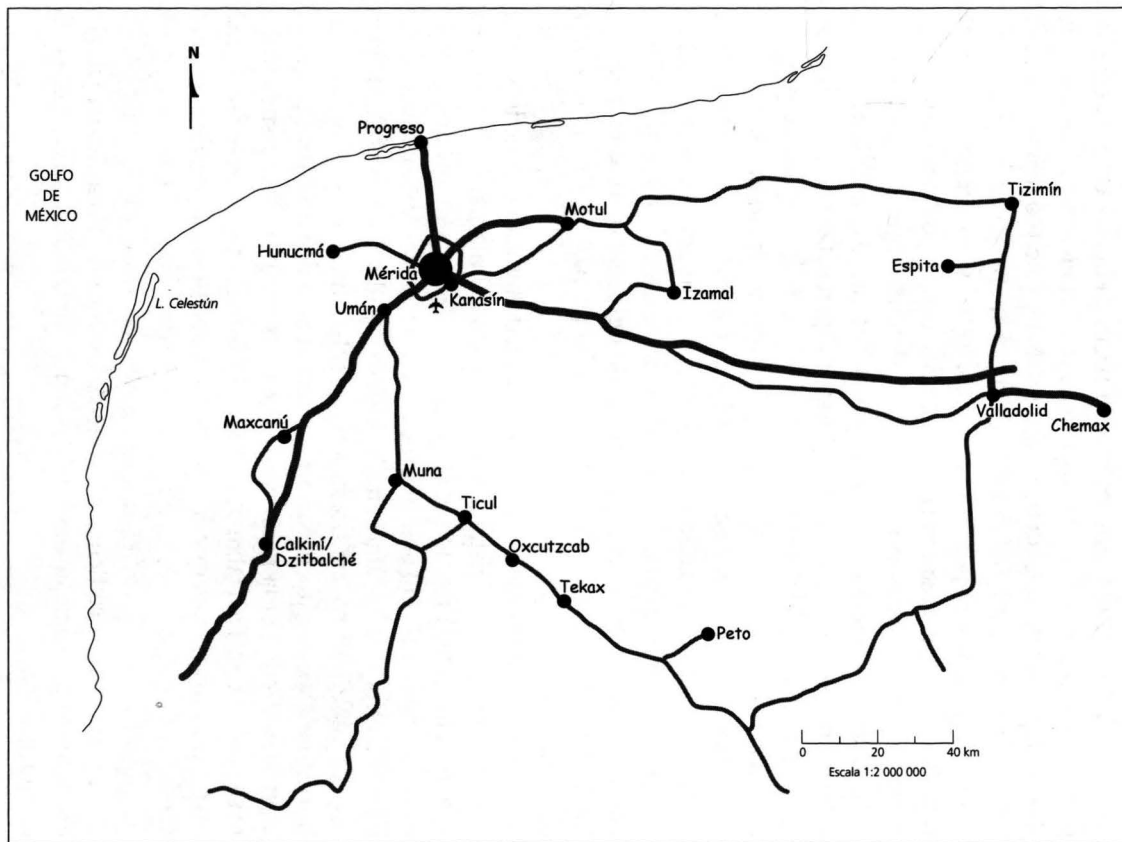 N
Progreso
GOLFO
DE
MÉXICO
Tizimín
Motul
Hunucmá
Espita
Mérida
Kanasín
Izamal
L. Celestún
Umán
Valladolid
Chemax
Maxcanú
Muna
Ticul
Calkiní/
Dzitbalché
Oxcutzcab
Tekax
Peto
0 20 40 km
Escala 1:2 000 000